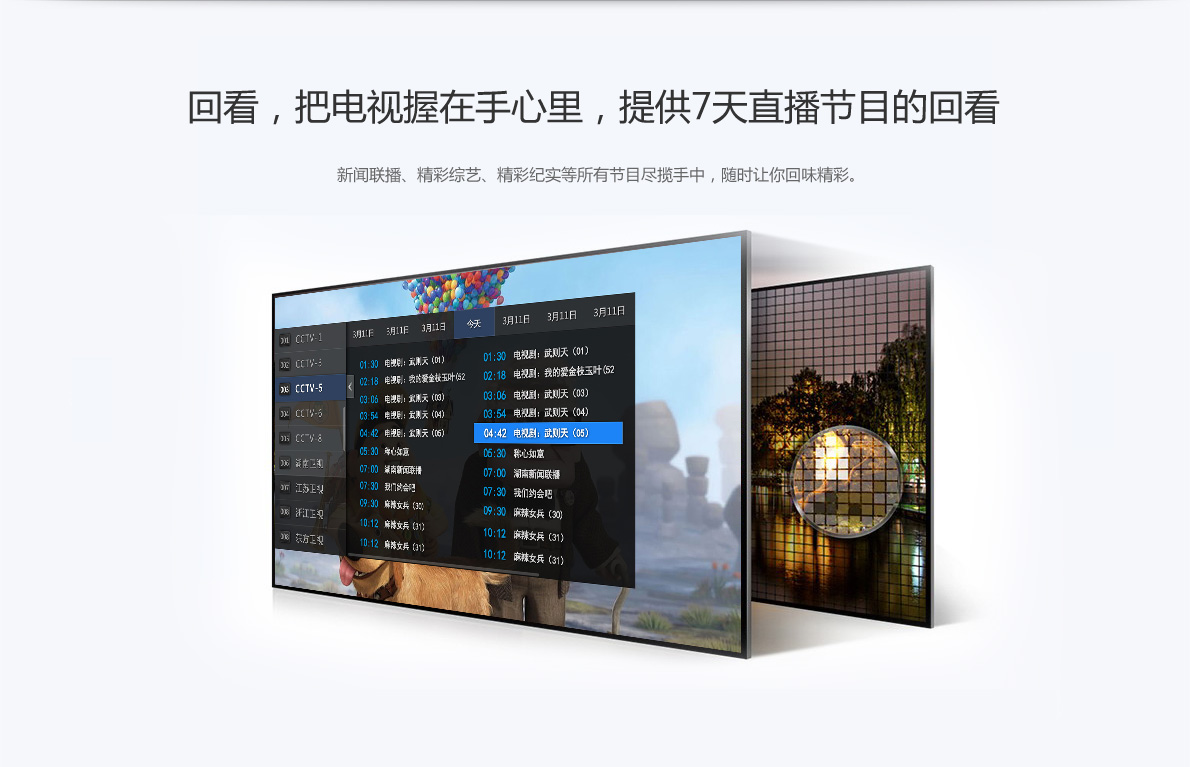 回看，把电视握在手心里，提供7天直播节目的回看
新闻联播、精彩综艺、精彩纪实等所有节目尽揽手中，随时让你回味精彩。
3月11日 3月11日 3月11日 今天 3月11日 3月11日 3月11日
001 CCTV-1
002 CCTV-3
003 CCTV-5
004 CCTV-6
005 CCTV-8
006 湖南卫视
007 江苏卫视
008 浙江卫视
008 东方卫视
01:30 电视剧：武则天（01）
02:18 电视剧：我的爱金枝玉叶(52
03:06 电视剧：武则天（03）
03:54 电视剧：武则天（04）
04:42 电视剧：武则天（05）
05:30 称心如意
07:00 湖南新闻联播
07:30 我们约会吧
09:30 麻辣女兵（30）
10:12 麻辣女兵（31）
10:12 麻辣女兵（31）
01:30 电视剧：武则天（01）
02:18 电视剧：我的爱金枝玉叶(52
03:06 电视剧：武则天（03）
03:54 电视剧：武则天（04）
04:42 电视剧：武则天（05）
05:30 称心如意
07:00 湖南新闻联播
07:30 我们约会吧
09:30 麻辣女兵（30）
10:12 麻辣女兵（31）
10:12 麻辣女兵（31）